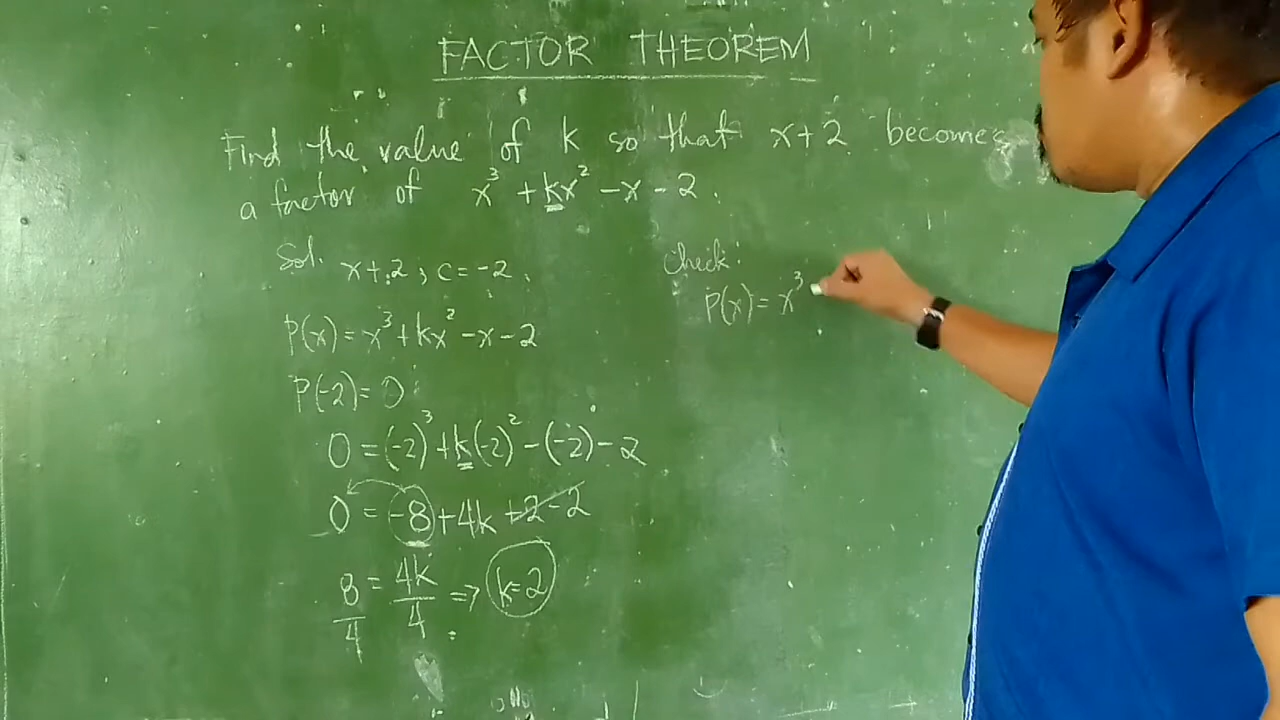 FACTOR THEOREM
Find the value of k so that x+2 becomes
a factor of x³ + kx² - x - 2.
Sol. x+2; c = -2.
P(x) = x³ + kx² - x - 2
P(-2) = 0
0 = (-2)³ + k(-2)² - (-2) - 2
0 = -8 + 4k + 2 - 2
8/4 = 4k/4 ⇒ k=2
Check:
P(x) = x³